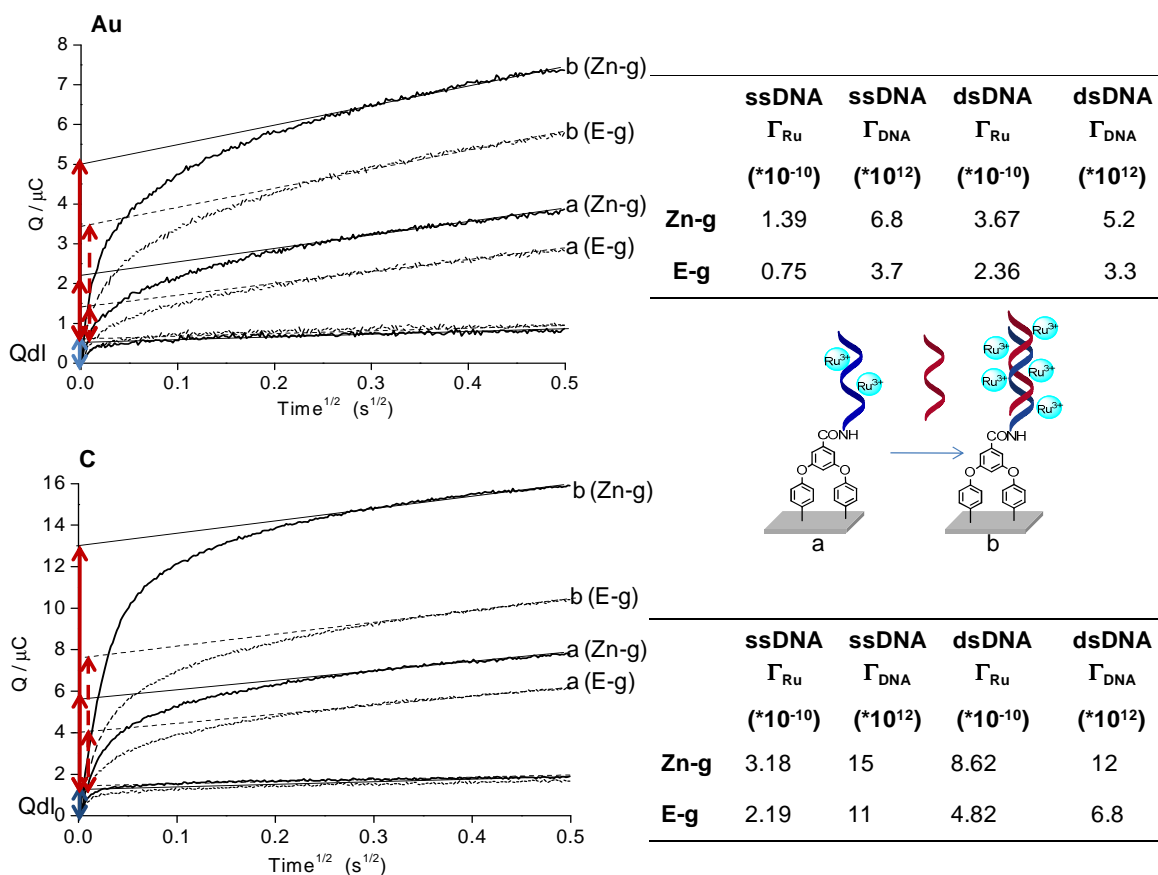 Au
8
7
6
5
4
3
2
1
0
Q / µC
Qdl
0.0 0.1 0.2 0.3 0.4 0.5
Time1/2 (s1/2)
b (Zn-g)
b (E-g)
a (Zn-g)
a (E-g)
ssDNA ssDNA dsDNA dsDNA
ΓRu ΓDNA ΓRu ΓDNA
(*10-10) (*1012) (*10-10) (*1012)
Zn-g 1.39 6.8 3.67 5.2
E-g 0.75 3.7 2.36 3.3
Ru3+
Ru3+
CONH
O O
a
Ru3+
Ru3+
Ru3+
Ru3+
Ru3+
CONH
O O
b
C
16
14
12
10
8
6
4
2
0
Q / µC
Qdl
0.0 0.1 0.2 0.3 0.4 0.5
Time1/2 (s1/2)
b (Zn-g)
b (E-g)
a (Zn-g)
a (E-g)
ssDNA ssDNA dsDNA dsDNA
ΓRu ΓDNA ΓRu ΓDNA
(*10-10) (*1012) (*10-10) (*1012)
Zn-g 3.18 15 8.62 12
E-g 2.19 11 4.82 6.8